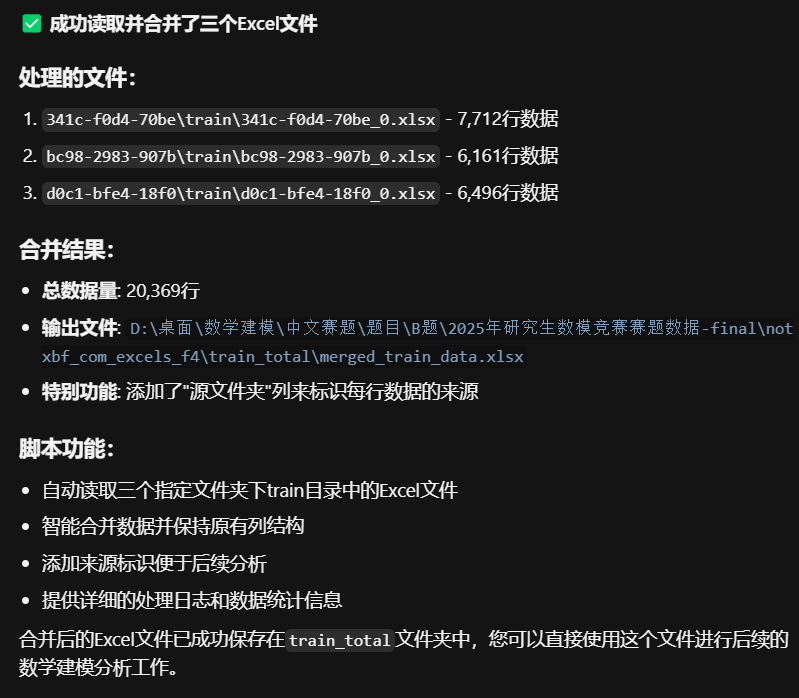 ✅ 成功读取并合并了三个Excel文件
处理的文件：
1. 341c-f0d4-70be\train\341c-f0d4-70be_0.xlsx - 7,712行数据
2. bc98-2983-907b\train\bc98-2983-907b_0.xlsx - 6,161行数据
3. d0c1-bfe4-18f0\train\d0c1-bfe4-18f0_0.xlsx - 6,496行数据
合并结果：
• 总数据量: 20,369行
• 输出文件: D:\桌面\数学建模\中文赛题\题目\B题\2025年研究生数模竞赛赛题数据-final\not
xbf_com_excels_f4\train_total\merged_train_data.xlsx
• 特别功能: 添加了"源文件夹"列来标识每行数据的来源
脚本功能：
• 自动读取三个指定文件夹下train目录中的Excel文件
• 智能合并数据并保持原有列结构
• 添加来源标识便于后续分析
• 提供详细的处理日志和数据统计信息
合并后的Excel文件已成功保存在train_total文件夹中，您可以直接使用这个文件进行后续的
数学建模分析工作。